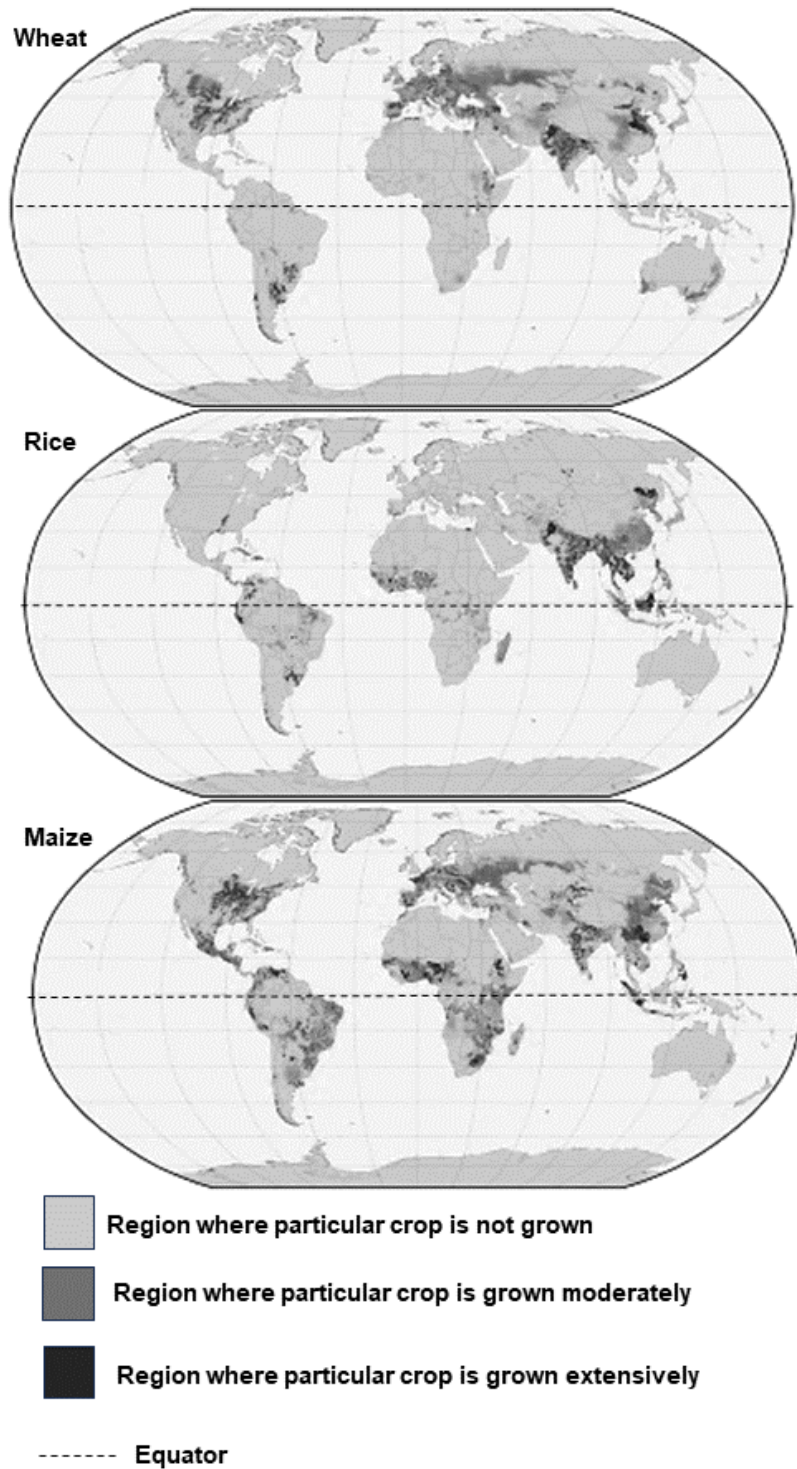 Wheat
Rice
Maize
Region where particular crop is not grown
Region where particular crop is grown moderately
Region where particular crop is grown extensively
Equator